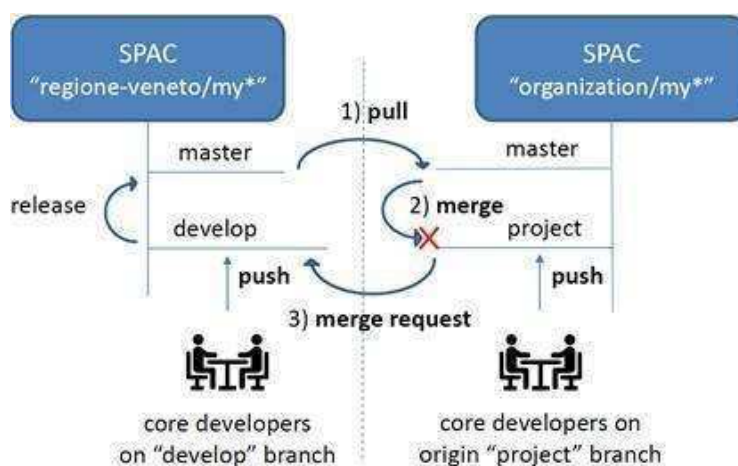 SPAC
"regione-veneto/my*"
SPAC
"organization/my*"
1) pull
master
master
release
2) merge
develop
project
push
push
3) merge request
core developers
on "develop" branch
core developers on
origin "project" branch